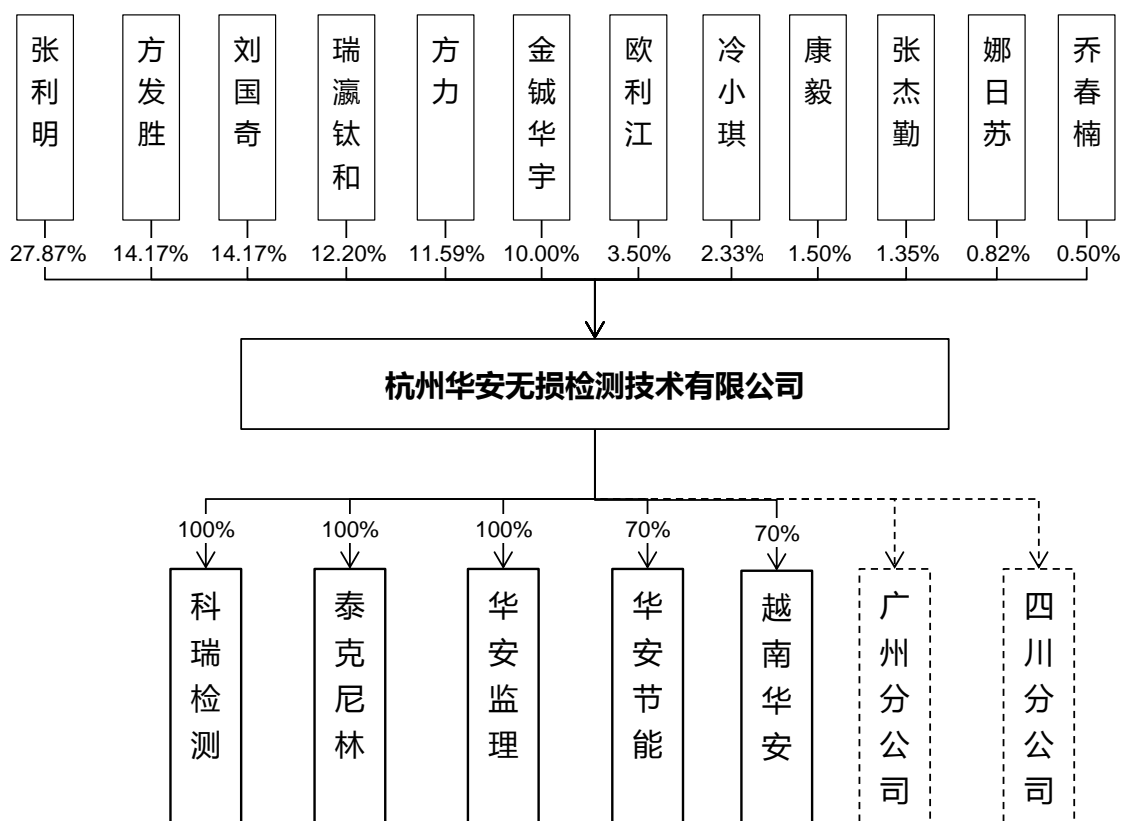 张利明
方发胜
刘国奇
瑞瀛钛和
方力
金铖华宇
欧利江
冷小琪
康毅
张杰勤
娜日苏
乔春楠
27.87%
14.17%
14.17%
12.20%
11.59%
10.00%
3.50%
2.33%
1.50%
1.35%
0.82%
0.50%
杭州华安无损检测技术有限公司
100%
100%
100%
70%
70%
科瑞检测
泰克尼林
华安监理
华安节能
越南华安
广州分公司
四川分公司